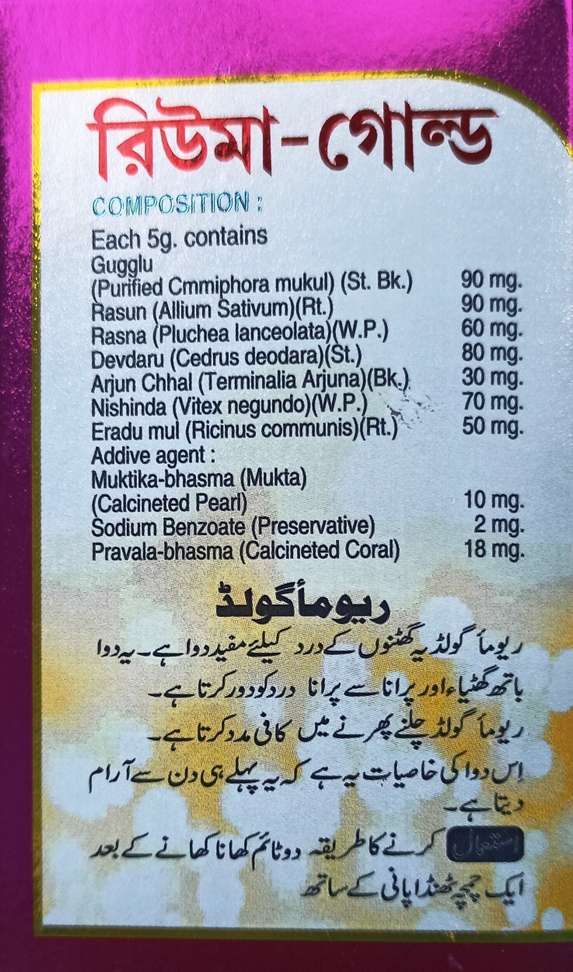 রিউমা-গোল্ড
COMPOSITION :
Each 5g. contains
Gugglu
(Purified Cmmiphora mukul) (St. Bk.) 90 mg.
Rasun (Allium Sativum)(Rt.) 90 mg.
Rasna (Pluchea lanceolata)(W.P.) 60 mg.
Devdaru (Cedrus deodara)(St.) 80 mg.
Arjun Chhal (Terminalia Arjuna)(Bk.) 30 mg.
Nishinda (Vitex negundo)(W.P.) 70 mg.
Eradu mul (Ricinus communis)(Rt.) 50 mg.
Addive agent :
Muktika-bhasma (Mukta)
(Calcineted Pearl) 10 mg.
Sodium Benzoate (Preservative) 2 mg.
Pravala-bhasma (Calcineted Coral) 18 mg.
ریومأگولڈ
ریومأ گولڈ یہ گھٹنوں کے درد کیلئے مفید دوا ہے۔ یہ دوا
باتھ گھٹیاء اور پرانا سے پرانا درد کو دور کرتا ہے۔
ریومأ گولڈ چلنے پھرنے میں کافی مدد کرتا ہے۔
اس دوا کی خاصیات یہ ہے کہ یہ پہلے ہی دن سے آرام
دیتا ہے۔
استعمال کرنے کا طریقہ دو ٹائم کھانا کھانے کے بعد
ایک چمچہ ٹھنڈا پانی کے ساتھ